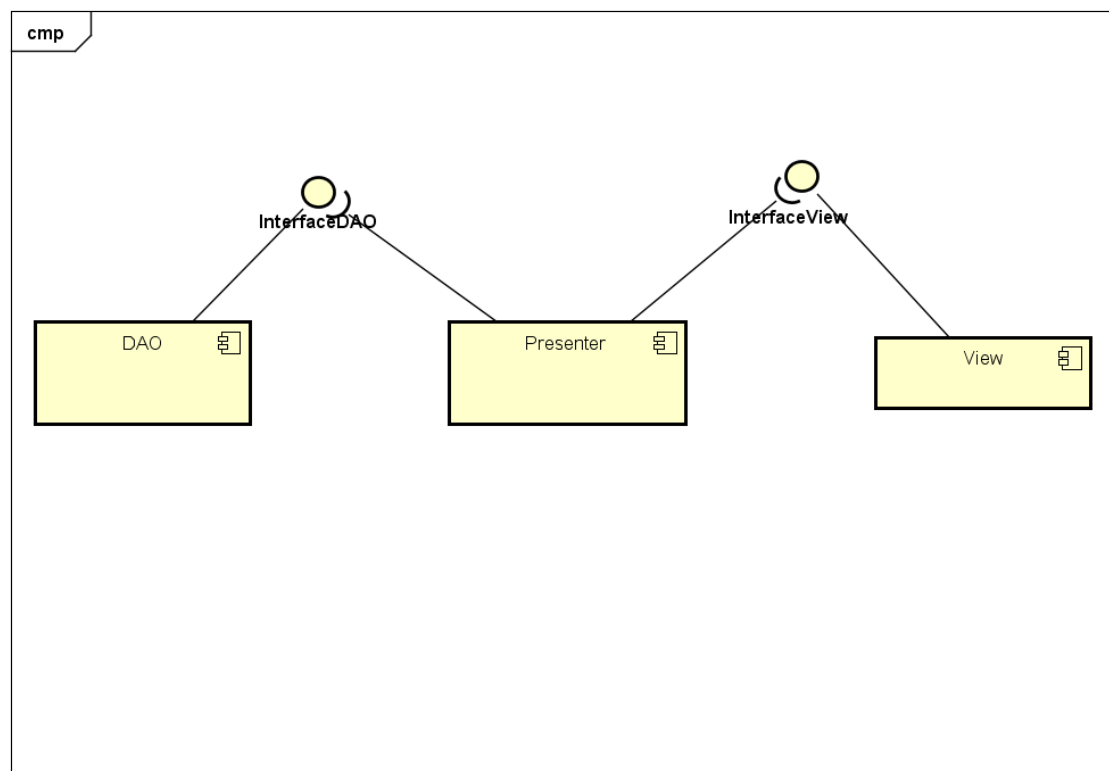 cmp
InterfaceDAO
InterfaceView
DAO
Presenter
View